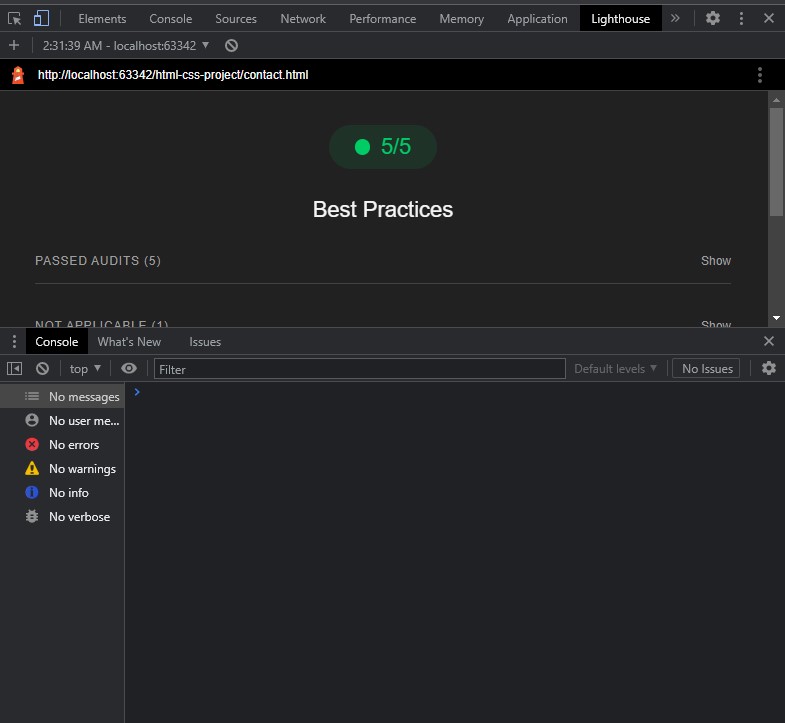 Elements Console Sources Network Performance Memory Application Lighthouse »
2:31:39 AM - localhost:63342
http://localhost:63342/html-css-project/contact.html
5/5
Best Practices
PASSED AUDITS (5) Show
NOT APPLICABLE (1) Show
Console What's New Issues
top Filter Default levels No Issues
No messages
No user me...
No errors
No warnings
No info
No verbose